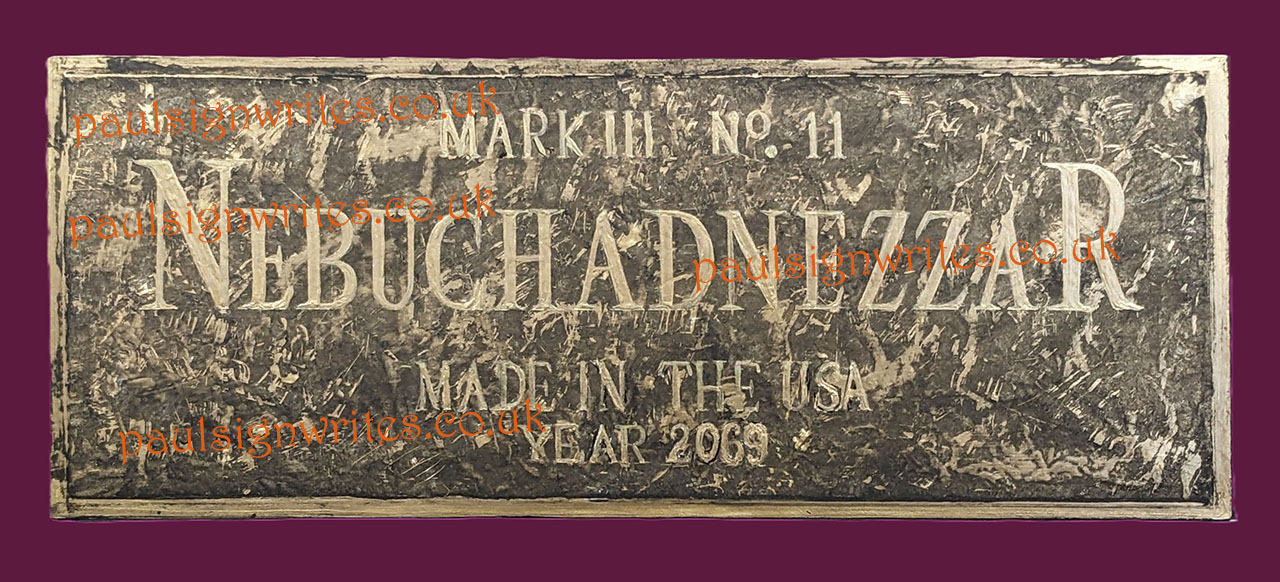 paulsignwrites.co.uk
MARK III Nº. 11
paulsignwrites.co.uk
NEBUCHADNEZZAR
paulsignwrites.co.uk
MADE IN THE USA
paulsignwrites.co.uk
YEAR 2069